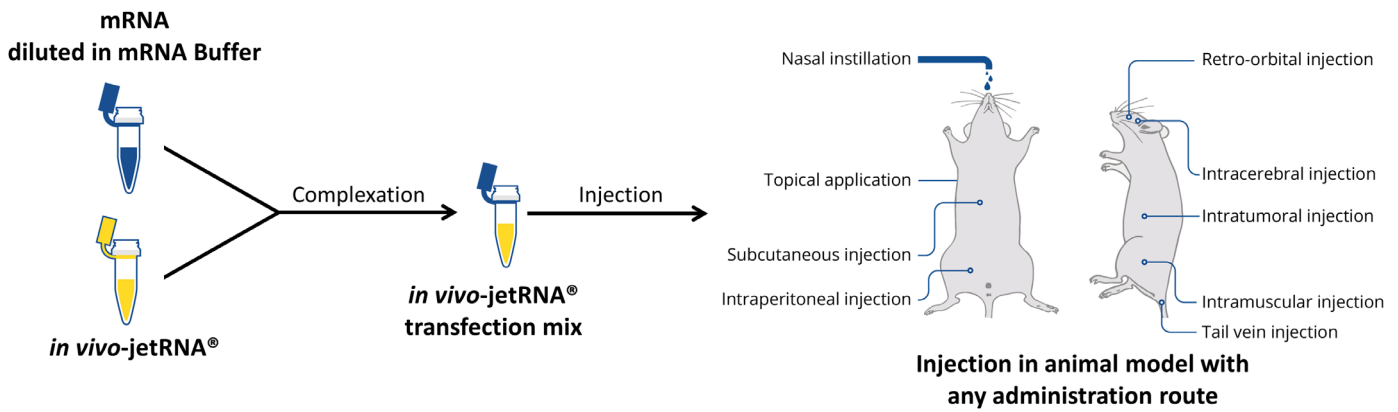 mRNA
diluted in mRNA Buffer
in vivo-jetRNA®
Complexation
in vivo-jetRNA®
transfection mix
Injection
Nasal instillation
Topical application
Subcutaneous injection
Intraperitoneal injection
Retro-orbital injection
Intracerebral injection
Intratumoral injection
Intramuscular injection
Tail vein injection
Injection in animal model with
any administration route